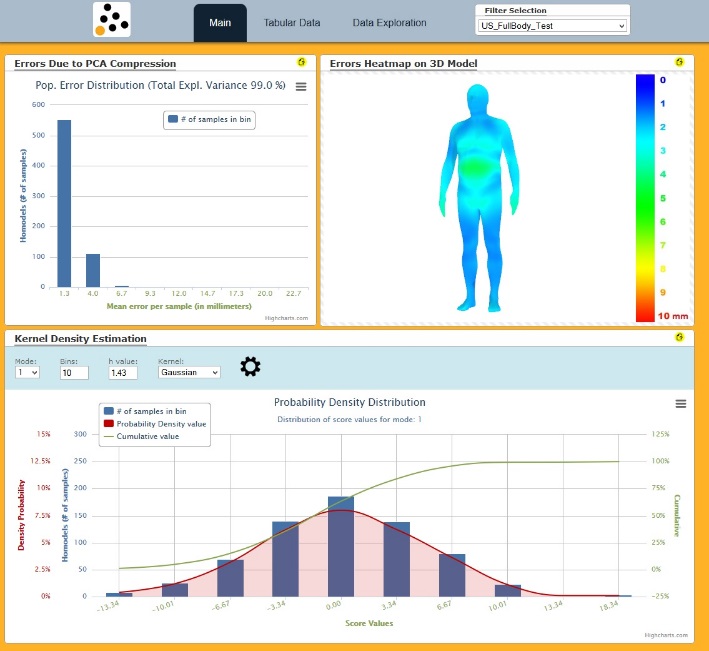 Main
Tabular Data
Data Exploration
Filter Selection
US_FullBody_Test
Errors Due to PCA Compression
Pop. Error Distribution (Total Expl. Variance 99.0 %)
# of samples in bin
Homodels (# of samples)
600
500
400
300
200
100
0
1.3 4.0 6.7 9.3 12.0 14.7 17.3 20.0 22.7
Mean error per sample (in millimeters)
Highcharts.com
Errors Heatmap on 3D Model
0
1
2
3
4
5
6
7
8
9
10 mm
Kernel Density Estimation
Mode: Bins: h value: Kernel:
1 10 1.43 Gaussian
Probability Density Distribution
Distribution of score values for mode: 1
# of samples in bin
Probability Density value
Cumulative value
Density Probability
15%
12.5%
10%
7.5%
5%
2.5%
0%
Homodels (# of samples)
300
250
200
150
100
50
0
125%
100%
75%
50%
25%
0%
-25%
Cumulative
-13.34 -10.01 -6.67 -3.34 0.00 3.34 6.67 10.01 13.34 18.34
Score Values
Highcharts.com